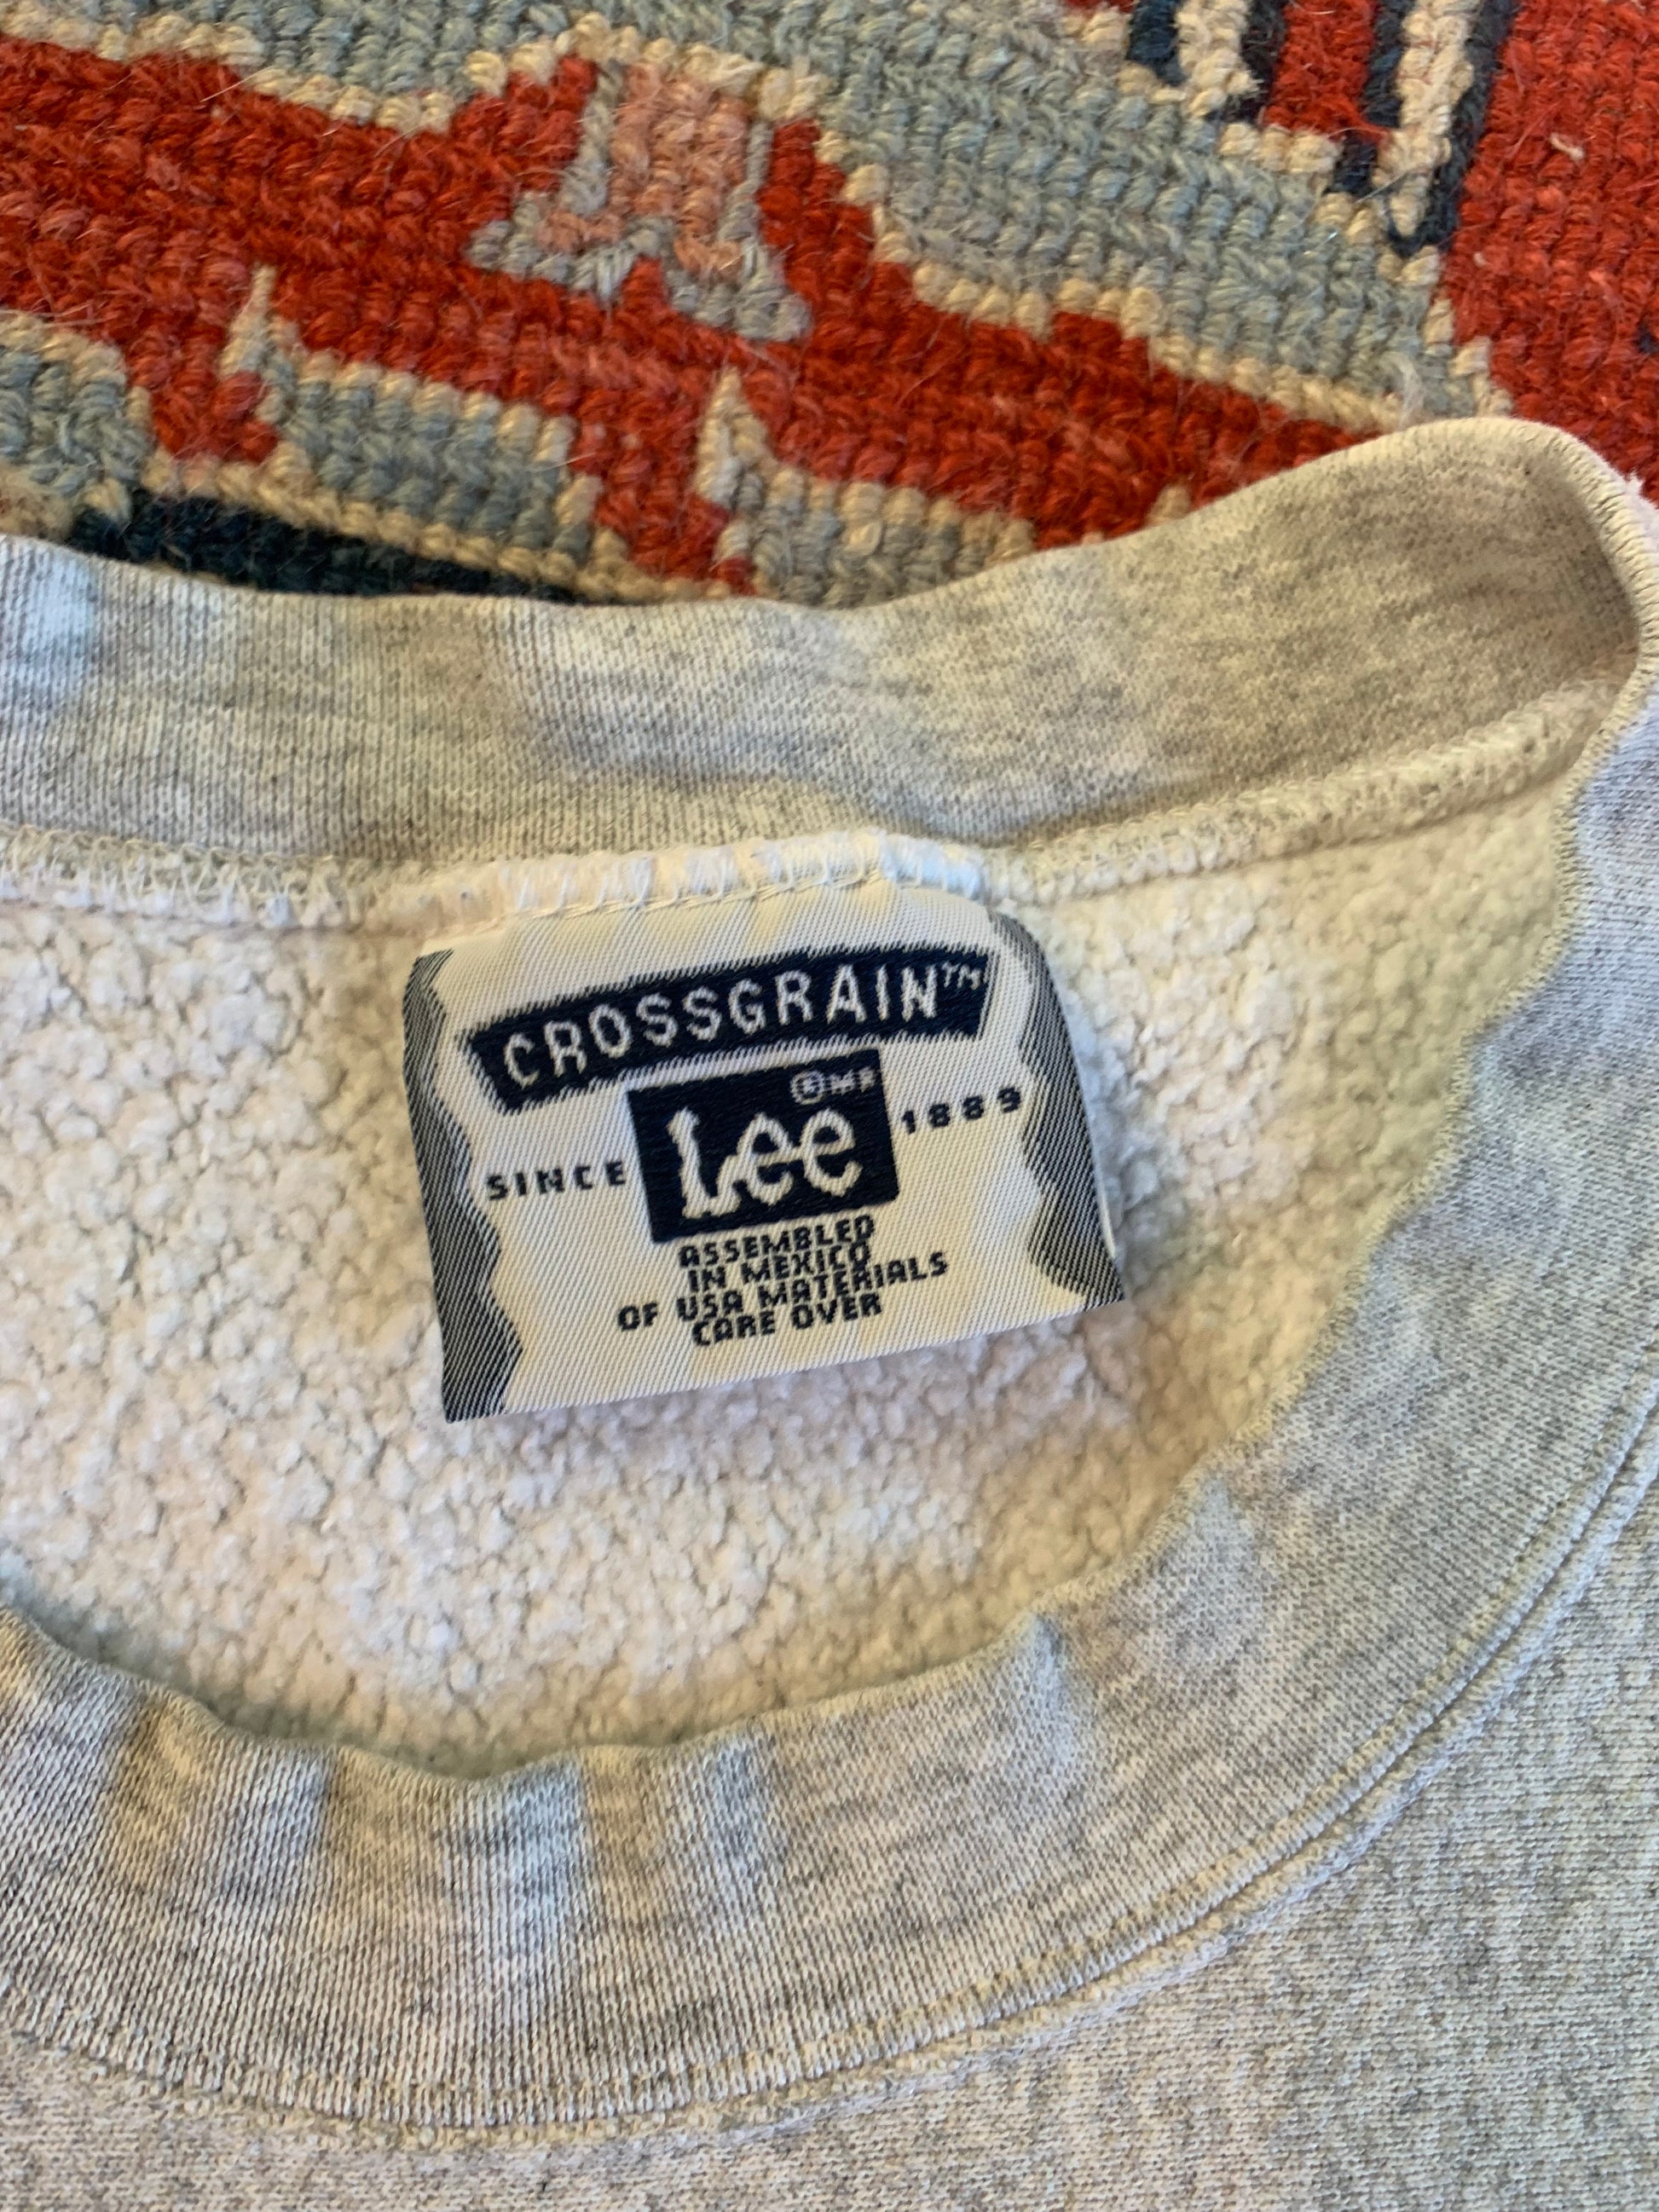 CROSSGRAIN™
® MR
Lee
SINCE 1889
ASSEMBLED
IN MEXICO
OF USA MATERIALS
CARE OVER